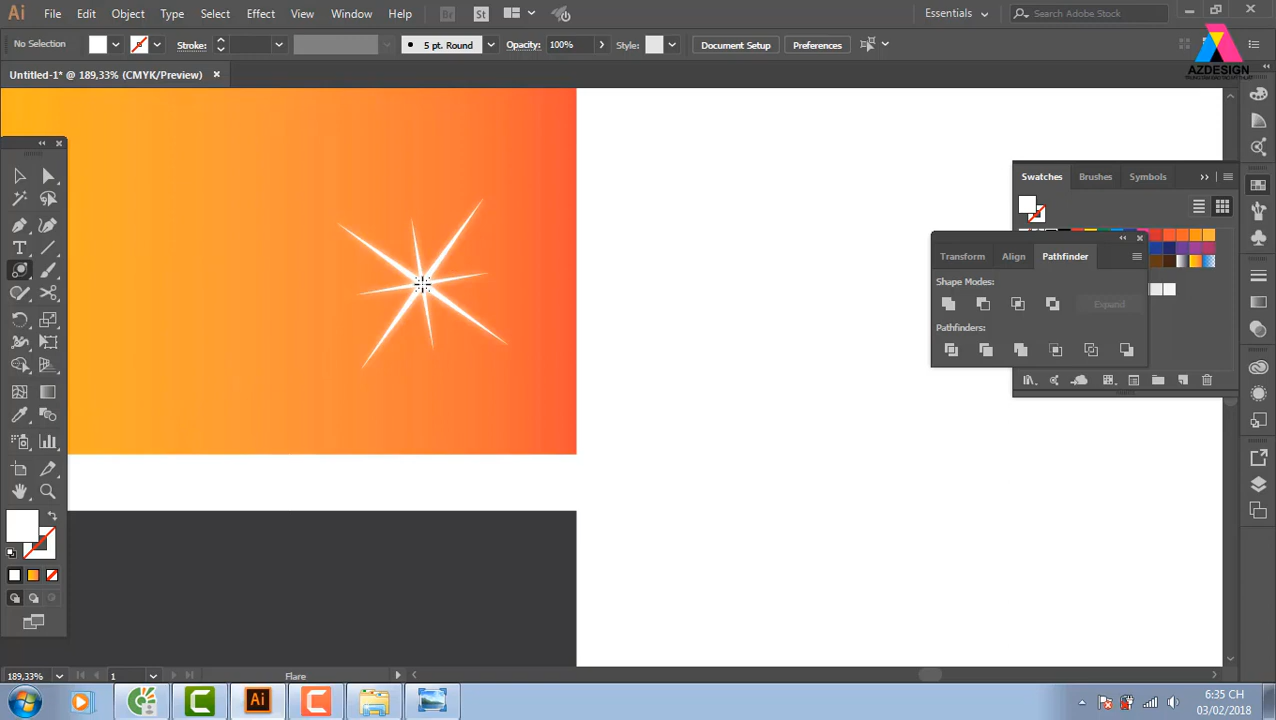 Ai File Edit Object Type Select Effect View Window Help Br St Essentials Search Adobe Stock
No Selection Stroke: 5 pt. Round Opacity: 100% Style: Document Setup Preferences
AZDESIGN
Untitled-1* @ 189,33% (CMYK/Preview)
Swatches Brushes Symbols
Transform Align Pathfinder
Shape Modes:
Expand
Pathfinders:
189,33% 1 Flare
Ai
6:35 CH
03/02/2018